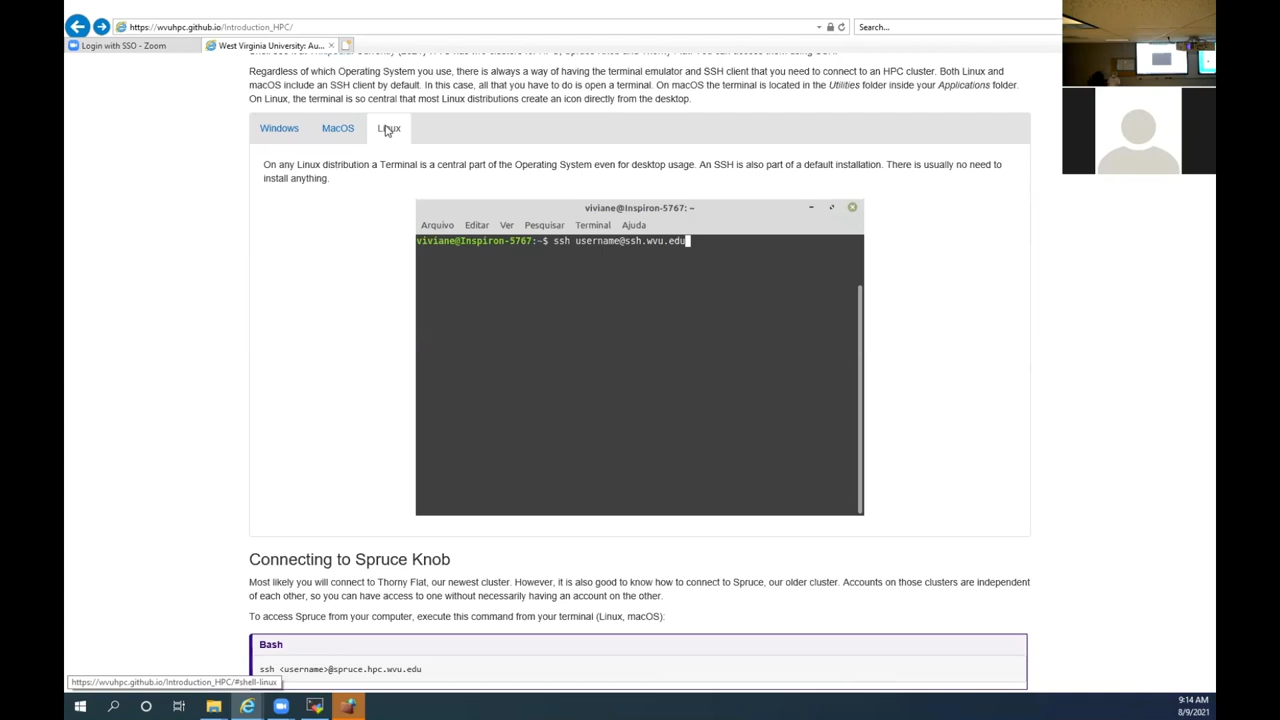 https://wvuhpc.github.io/Introduction_HPC/
Search...
Login with SSO - Zoom
West Virginia University: Au...
Regardless of which Operating System you use, there is always a way of having the terminal emulator and SSH client that you need to connect to an HPC cluster. Both Linux and
macOS include an SSH client by default. In this case, all that you have to do is open a terminal. On macOS the terminal is located in the Utilities folder inside your Applications folder.
On Linux, the terminal is so central that most Linux distributions create an icon directly from the desktop.
Windows
MacOS
Linux
On any Linux distribution a Terminal is a central part of the Operating System even for desktop usage. An SSH is also part of a default installation. There is usually no need to
install anything.
viviane@Inspiron-5767: ~
Arquivo Editar Ver Pesquisar Terminal Ajuda
viviane@Inspiron-5767:~$ ssh username@ssh.wvu.edu
Connecting to Spruce Knob
Most likely you will connect to Thorny Flat, our newest cluster. However, it is also good to know how to connect to Spruce, our older cluster. Accounts on those clusters are independent
of each other, so you can have access to one without necessarily having an account on the other.
To access Spruce from your computer, execute this command from your terminal (Linux, macOS):
Bash
ssh <username>@spruce.hpc.wvu.edu
https://wvuhpc.github.io/Introduction_HPC/#shell-linux
9:14 AM
8/9/2021